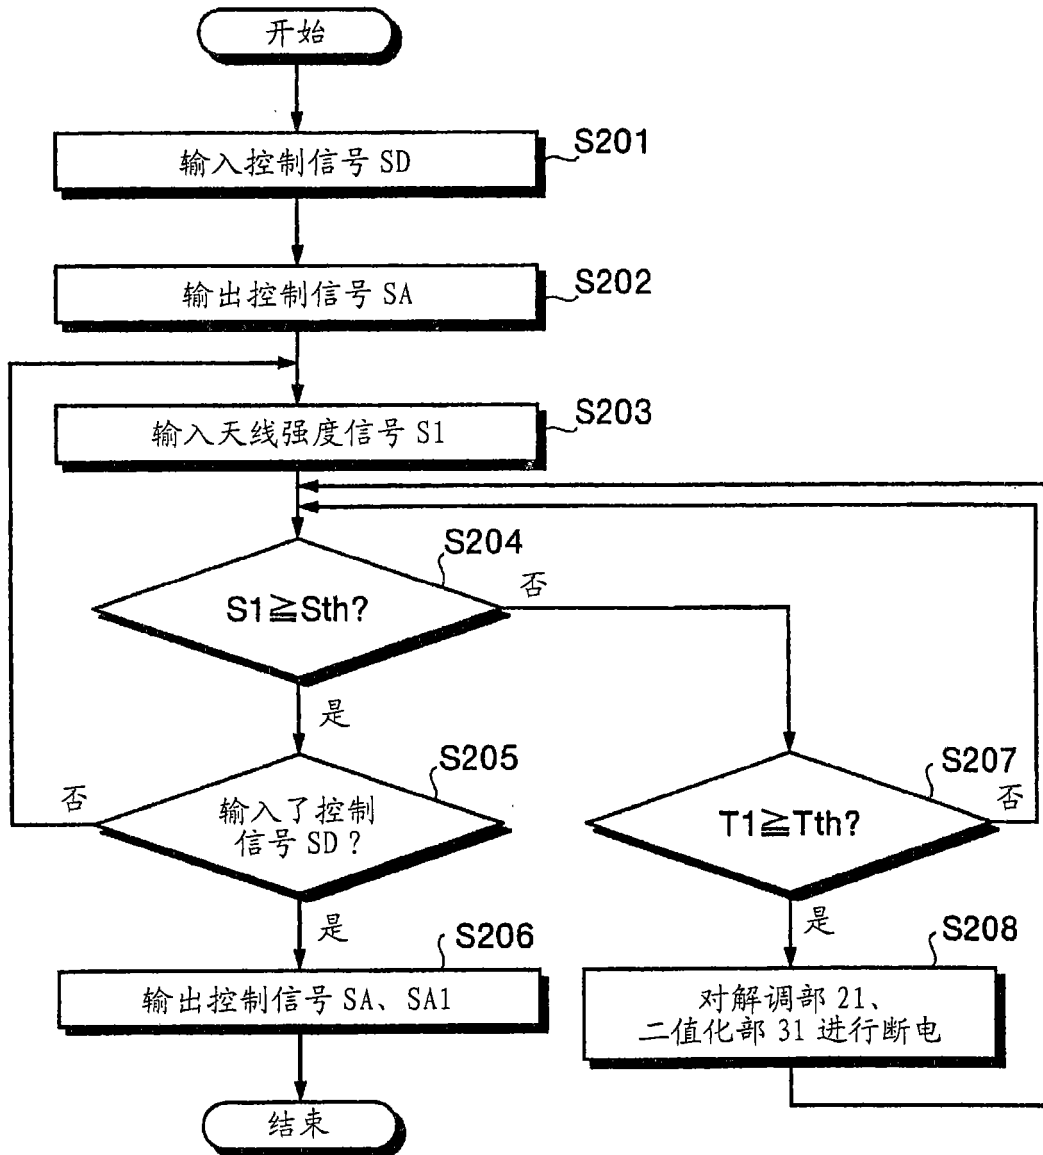 开始
输入控制信号 SD
S201
输出控制信号 SA
S202
输入天线强度信号 S1
S203
S1≧Sth?
S204
否
是
输入了控制
信号 SD ?
S205
否
是
T1≧Tth?
S207
否
是
输出控制信号 SA、SA1
S206
对解调部 21、
二值化部 31 进行断电
S208
结束